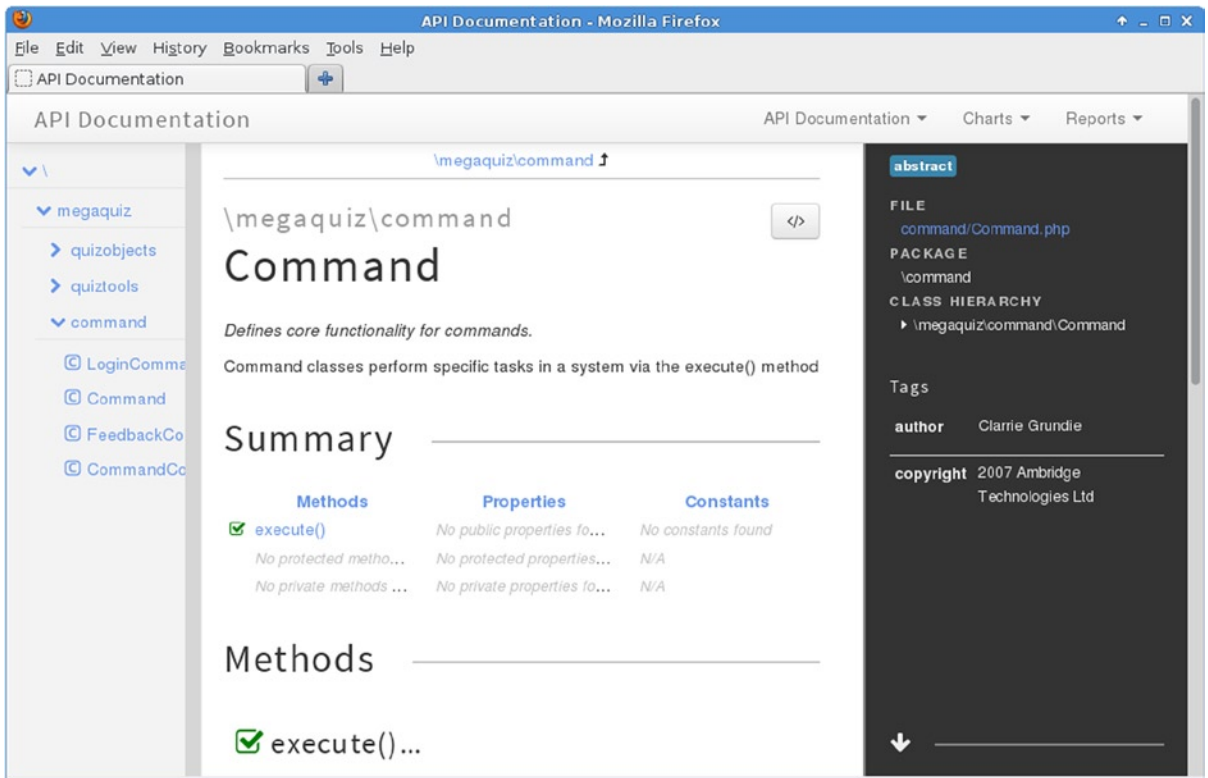 API Documentation - Mozilla Firefox
File Edit View History Bookmarks Tools Help
API Documentation
API Documentation
API Documentation Charts Reports
\
megaquiz
quizobjects
quiztools
command
LoginComma
Command
FeedbackCo
CommandCo
\megaquiz\command
\megaquiz\command
</>
Command
Defines core functionality for commands.
Command classes perform specific tasks in a system via the execute() method
Summary
Methods Properties Constants
execute() No public properties fo... No constants found
No protected metho... No protected properties... N/A
No private methods ... No private properties fo... N/A
Methods
execute()...
abstract
FILE
command/Command.php
PACKAGE
\command
CLASS HIERARCHY
\megaquiz\command\Command
Tags
author Clarrie Grundie
copyright 2007 Ambridge
Technologies Ltd